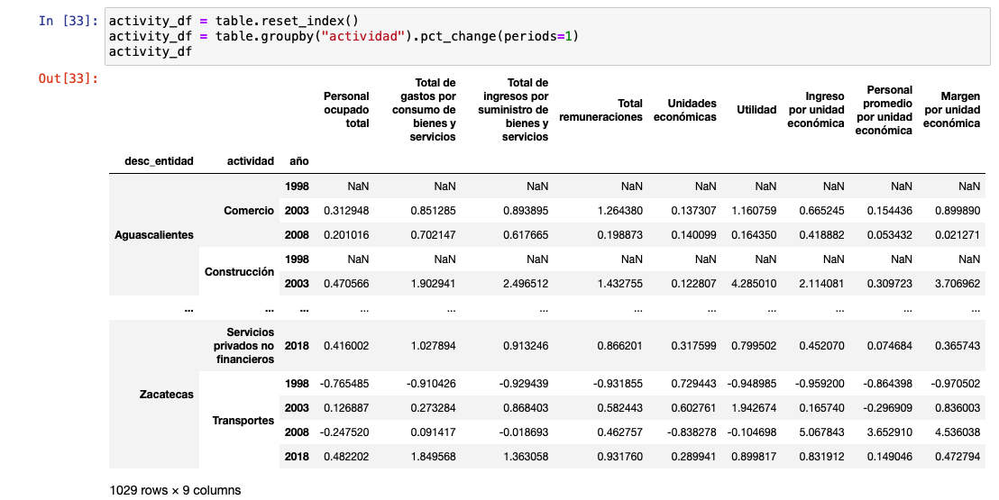 In [33]: activity_df = table.reset_index()
activity_df = table.groupby("actividad").pct_change(periods=1)
activity_df
Out[33]:
Personal ocupado total Total de gastos por consumo de bienes y servicios Total de ingresos por suministro de bienes y servicios Total remuneraciones Unidades económicas Utilidad Ingreso por unidad económica Personal promedio por unidad económica Margen por unidad económica
desc_entidad actividad año
1998 NaN NaN NaN NaN NaN NaN NaN NaN NaN
Comercio 2003 0.312948 0.851285 0.893895 1.264380 0.137307 1.160759 0.665245 0.154436 0.899890
Aguascalientes 2008 0.201016 0.702147 0.617665 0.198873 0.140099 0.164350 0.418882 0.053432 0.021271
Construcción 1998 NaN NaN NaN NaN NaN NaN NaN NaN NaN
2003 0.470566 1.902941 2.496512 1.432755 0.122807 4.285010 2.114081 0.309723 3.706962
... ... ... ... ... ... ... ... ... ... ... ...
Servicios privados no financieros 2018 0.416002 1.027894 0.913246 0.866201 0.317599 0.799502 0.452070 0.074684 0.365743
Zacatecas 1998 -0.765485 -0.910426 -0.929439 -0.931855 0.729443 -0.948985 -0.959200 -0.864398 -0.970502
2003 0.126887 0.273284 0.868403 0.582443 0.602761 1.942674 0.165740 -0.296909 0.836003
Transportes 2008 -0.247520 0.091417 -0.018693 0.462757 -0.838278 -0.104698 5.067843 3.652910 4.536038
2018 0.482202 1.849568 1.363058 0.931760 0.289941 0.899817 0.831912 0.149046 0.472794
1029 rows × 9 columns